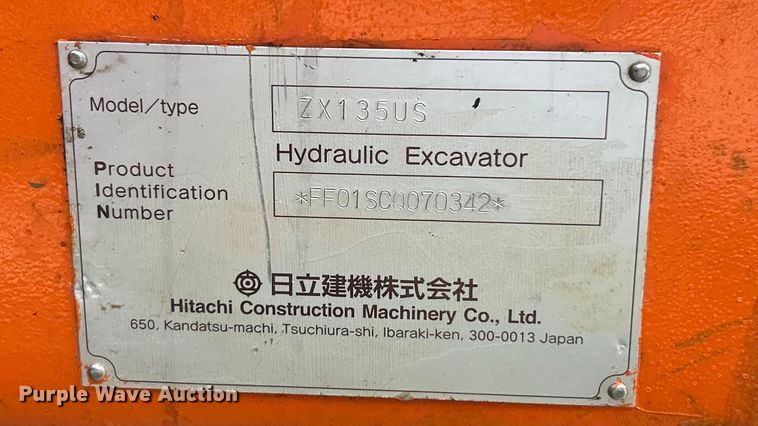 Model/type ZX135US
Hydraulic Excavator
Product
Identification *FF01SCQ070342*
Number
日立建機株式会社
Hitachi Construction Machinery Co., Ltd.
650, Kandatsu-machi, Tsuchiura-shi, Ibaraki-ken, 300-0013 Japan
Purple Wave Auction